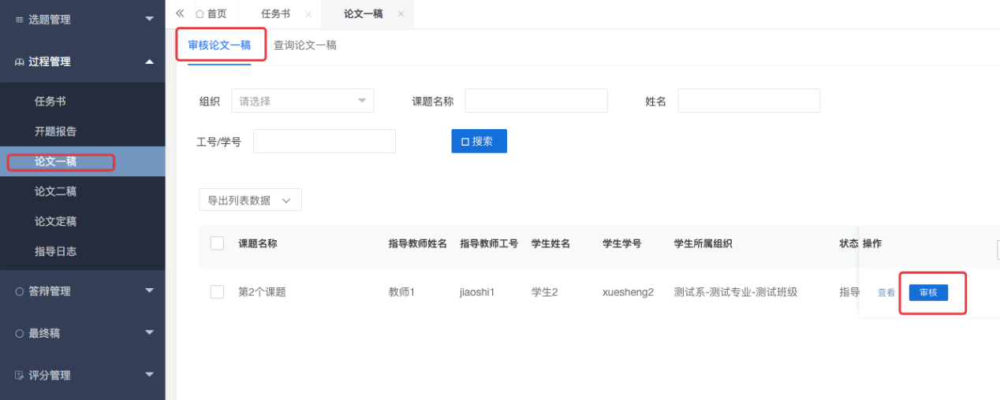 选题管理
过程管理
任务书
开题报告
论文一稿
论文二稿
论文定稿
指导日志
答辩管理
最终稿
评分管理
首页 任务书 论文一稿
审核论文一稿 查询论文一稿
组织 请选择 课题名称 姓名
工号/学号 搜索
导出列表数据
课题名称 指导教师姓名 指导教师工号 学生姓名 学生学号 学生所属组织 状态 操作
第2个课题 教师1 jiaoshi1 学生2 xuesheng2 测试系-测试专业-测试班级 指导 查看 审核